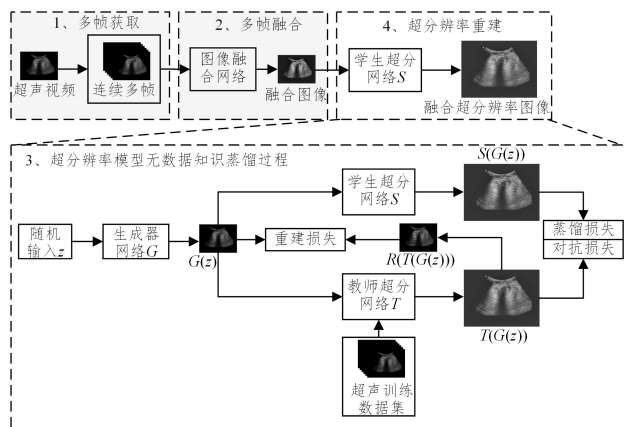 1、多帧获取
2、多帧融合
4、超分辨率重建
超声视频
连续多帧
图像融
合网络
融合图像
学生超分
网络S
融合超分辨率图像
3、超分辨率模型无数据知识蒸馏过程
S(G(z))
学生超分
网络S
随机
输入z
生成器
网络G
G(z)
重建损失
R(T(G(z)))
蒸馏损失
对抗损失
教师超分
网络T
T(G(z))
超声训练
数据集